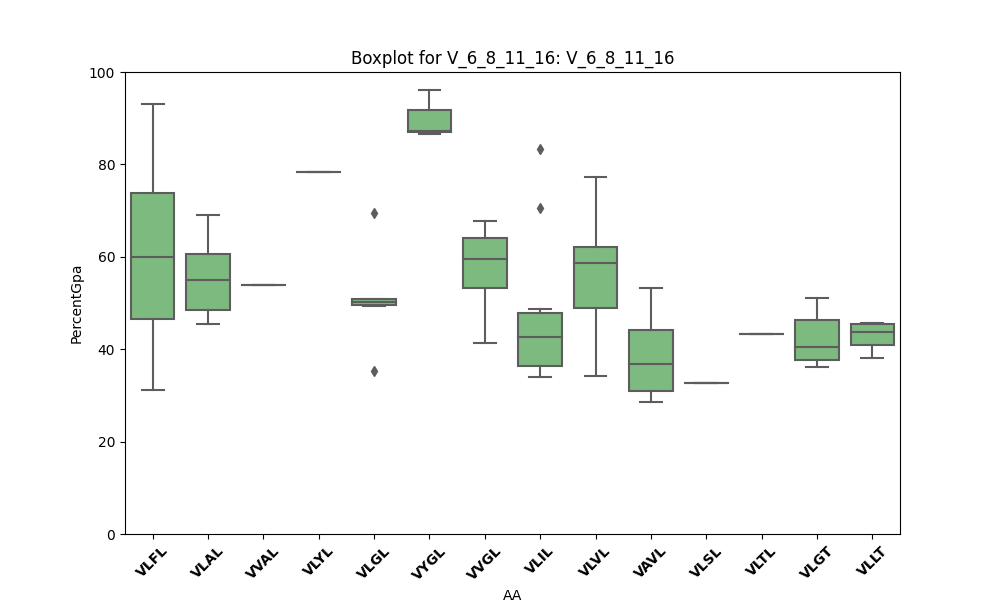 Boxplot for V_6_8_11_16: V_6_8_11_16
100
80
60
40
20
0
PercentGpa
VLFL
VLAL
VVAL
VLYL
VLGL
VYGL
VVGL
VLIL
VLVL
VAVL
VLSL
VLTL
VLGT
VLLT
AA